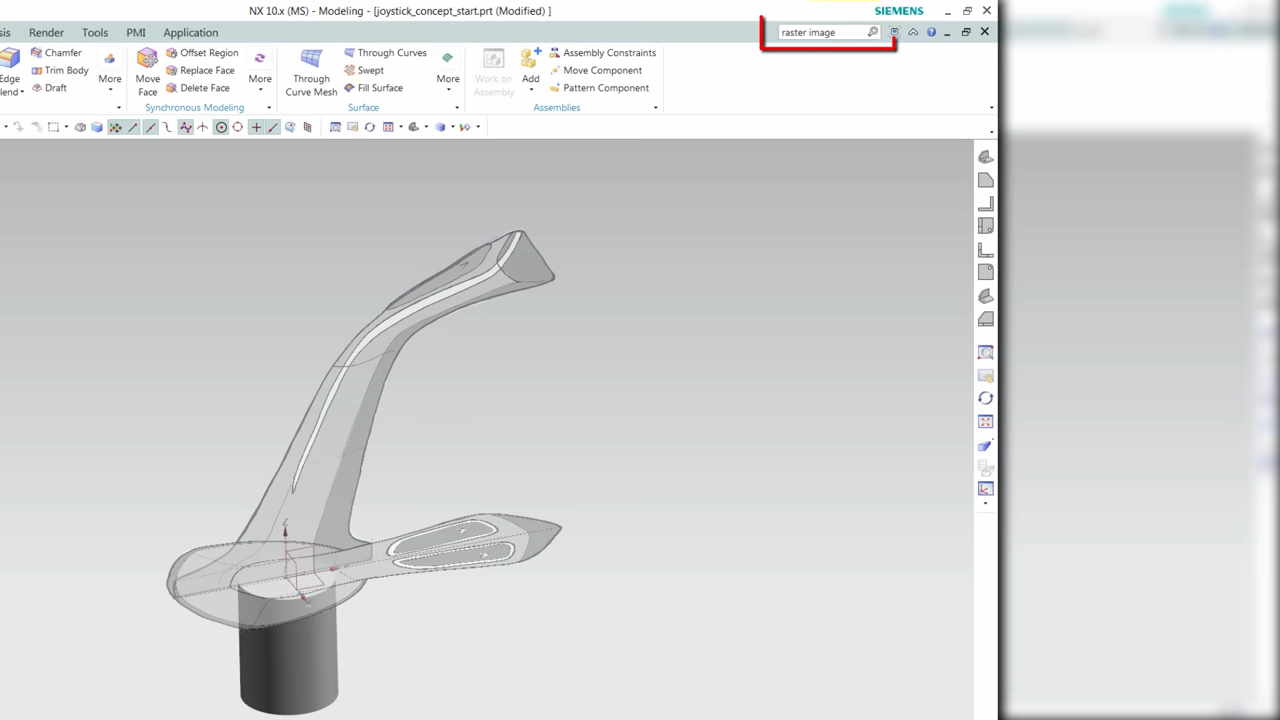 NX 10.x (MS) - Modeling - [joystick_concept_start.prt (Modified) ]
SIEMENS
sis Render Tools PMI Application
raster image
Edge
Blend
Chamfer
Trim Body
Draft
More
Move
Face
Offset Region
Replace Face
Delete Face
More
Synchronous Modeling
Through
Curve Mesh
Through Curves
Swept
Fill Surface
More
Surface
Work on
Assembly
Add
Assembly Constraints
Move Component
Pattern Component
Assemblies